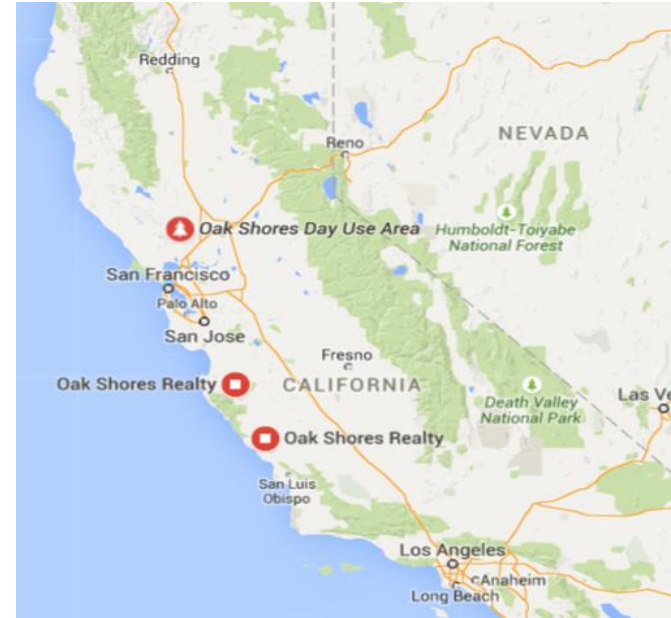 Redding
Reno
NEVADA
Oak Shores Day Use Area
Humboldt-Toiyabe
National Forest
San Francisco
Palo Alto
San Jose
Fresno
Oak Shores Realty
CALIFORNIA
Death Valley
National Park
Las Ve
Oak Shores Realty
San Luis
Obispo
Los Angeles
Anaheim
Long Beach